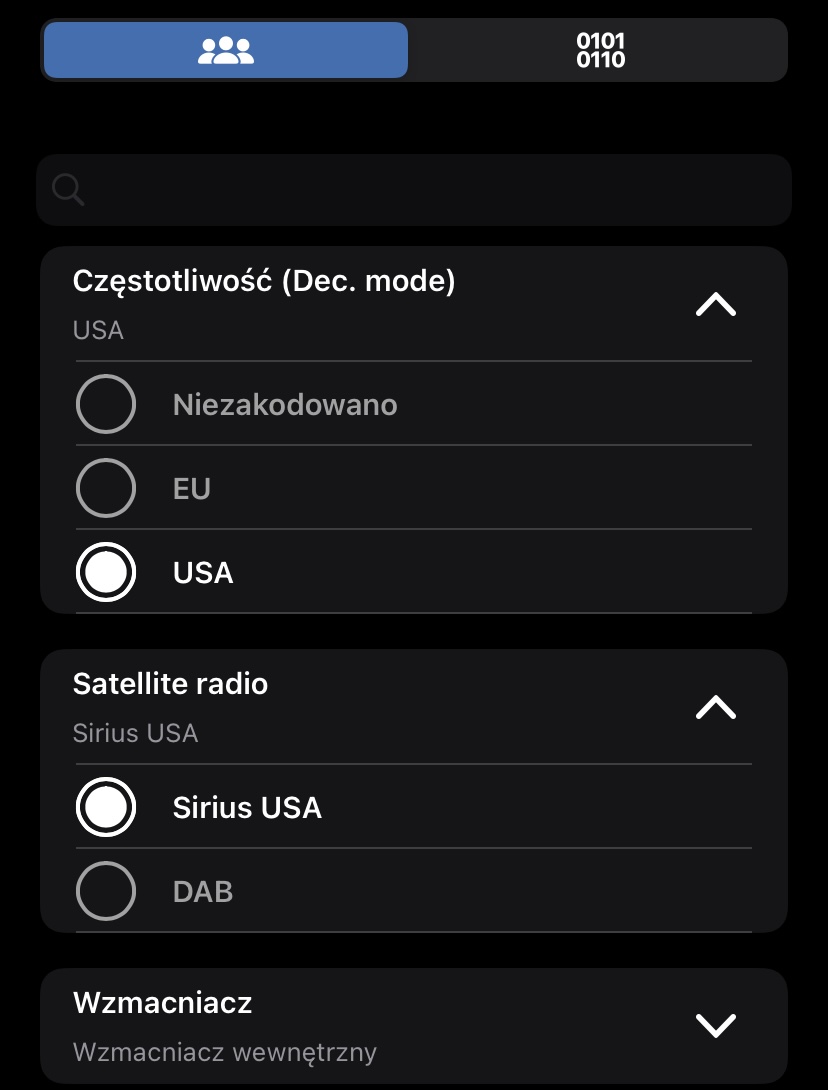 0101
0110
Częstotliwość (Dec. mode)
USA
Niezakodowano
EU
USA
Satellite radio
Sirius USA
Sirius USA
DAB
Wzmacniacz
Wzmacniacz wewnętrzny